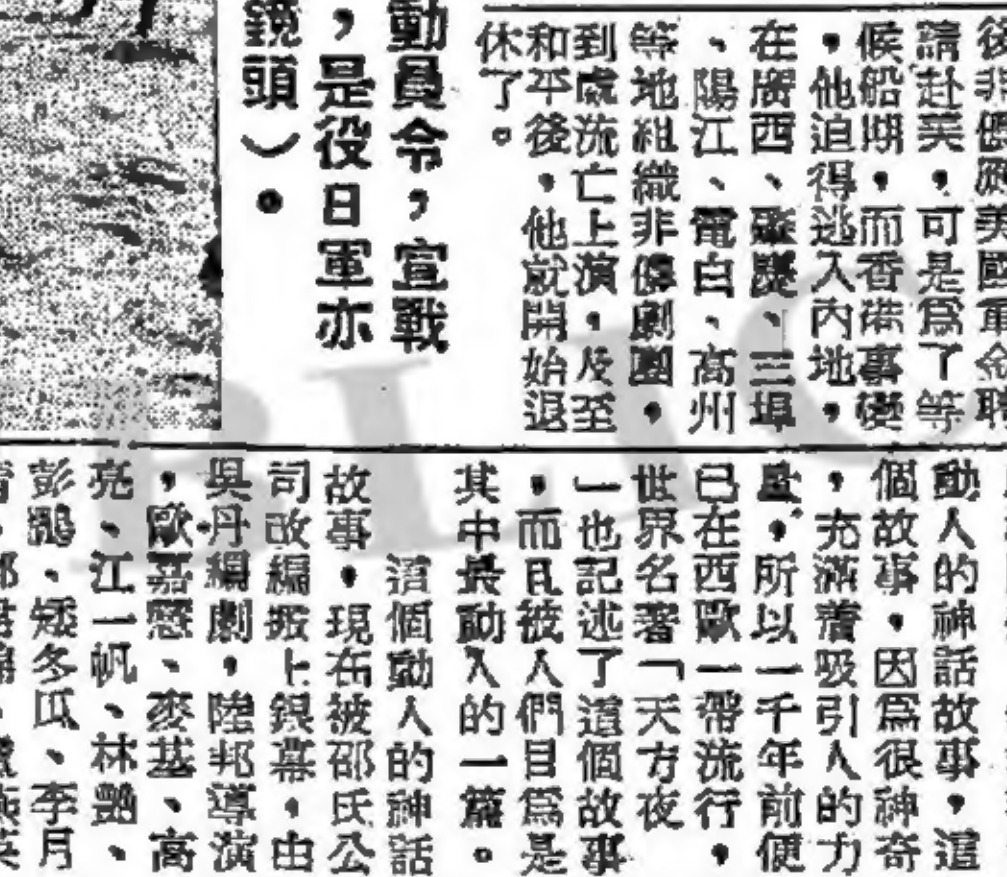 請赴美，可是爲了等
候船期，而香港事變
，他迫得逃入內地，
在廣西、、三埠
、陽江、電白、高州
等地組織非僑劇團，
到處流亡上演，及至
和平後，他就開始退
休了。
動員令，宣戰
，是役日軍亦
鏡頭）。
動人的神話故事，這
個故事，因爲很神奇
，充滿着吸引人的力
量，所以一千年前便
已在西歐一帶流行，
世界名著「天方夜
一也記述了這個故事
，而且被人們目爲是
其中最動人的一篇。
這個動人的神話
故事，現在被邵氏公
司改編搬上銀幕，由
吳丹編劇，陸邦導演
，歐嘉慧、麥基、高
亮、江一帆、林艷、
彭鵬、矮冬瓜、李月